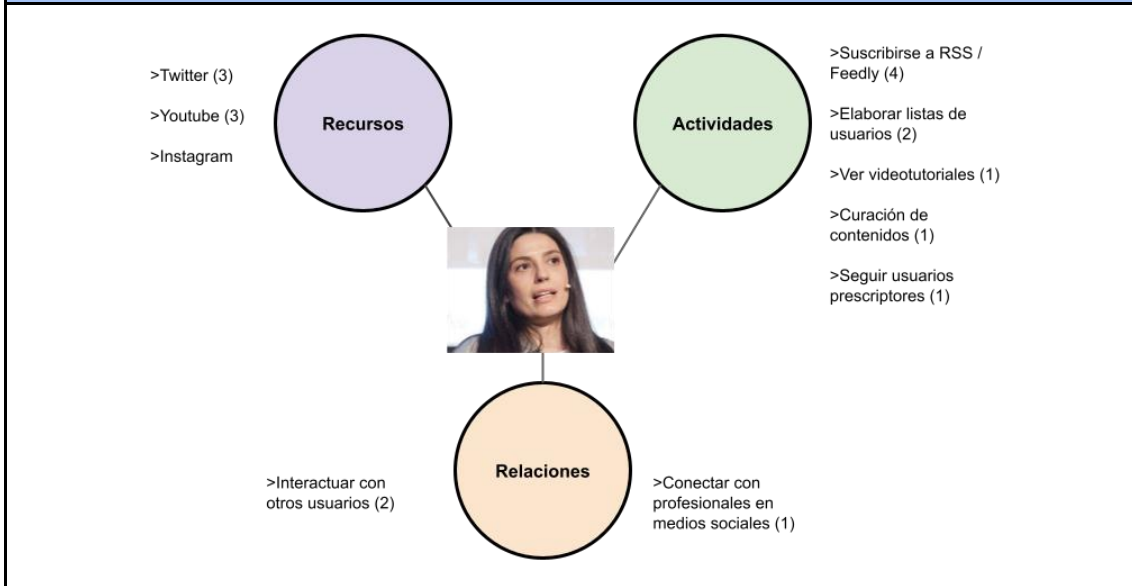 >Twitter (3)
>Youtube (3)
>Instagram
Recursos
Actividades
>Suscribirse a RSS /
Feedly (4)
>Elaborar listas de
usuarios (2)
>Ver videotutoriales (1)
>Curación de
contenidos (1)
>Seguir usuarios
prescriptores (1)
Relaciones
>Interactuar con
otros usuarios (2)
>Conectar con
profesionales en
medios sociales (1)